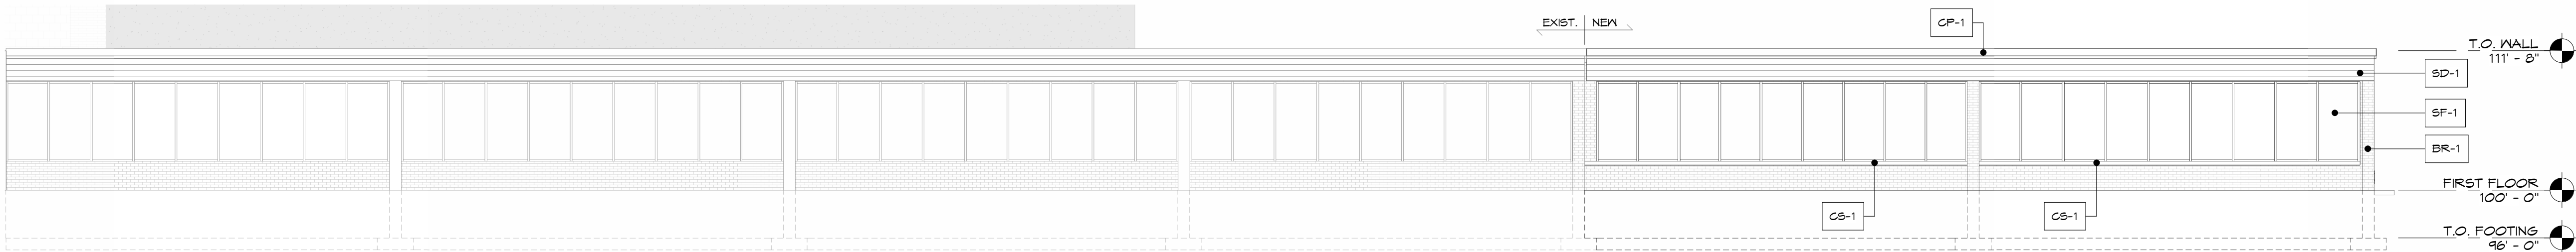 EXIST. NEW
CP-1
T.O. WALL
111' - 8"
SD-1
SF-1
BR-1
FIRST FLOOR
100' - 0"
CS-1
CS-1
T.O. FOOTING
96' - 0"